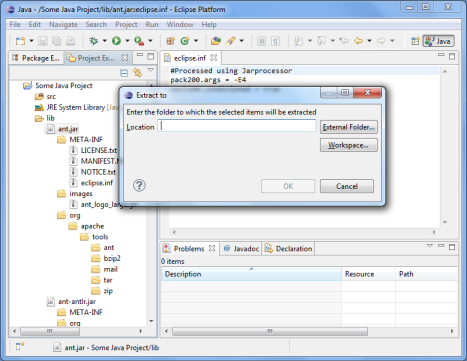 Java - /Some Java Project/lib/ant.jar:eclipse.inf - Eclipse Platform
File Edit Navigate Search Project Run Window Help
Java
Package E... Project Ex...
eclipse.inf
#Processed using Jarprocessor
pack200.args = -E4
Some Java Project
src
JRE System Library
lib
ant.jar
META-INF
LICENSE.txt
MANIFEST.M
NOTICE.txt
eclipse.inf
images
ant_logo_larg
org
apache
tools
ant
bzip2
mail
tar
zip
ant-antlr.jar
META-INF
org
Extract to
Enter the folder to which the selected items will be extracted
Location
External Folder...
Workspace...
OK Cancel
Problems Javadoc Declaration
0 items
Description Resource Path
ant.jar - Some Java Project/lib